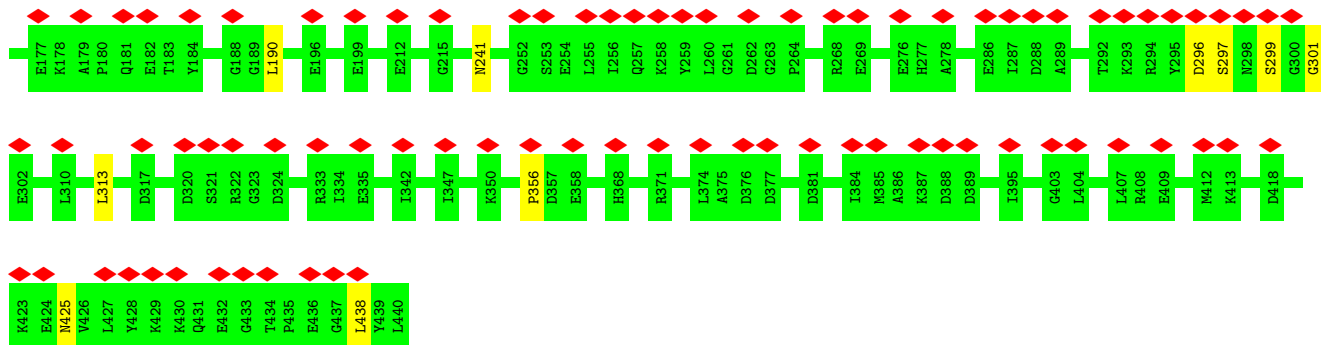 E177 K178 A179 P180 Q181 E182 T183 Y184 G188 G189 L190 E196 E199 E212 G215 N241 G252 S253 E254 L255 I256 Q257 K258 Y259 L260 G261 D262 G263 P264 R268 E269 E276 H277 A278 E286 I287 D288 A289 T292 K293 R294 Y295 D296 S297 N298 S299 G300 G301
E302 L310 L313 D317 D320 S321 R322 G323 D324 R333 I334 E335 I342 I347 K350 P356 D357 E358 H368 R371 L374 A375 D376 D377 D381 I384 M385 A386 K387 D388 D389 I395 G403 L404 L407 R408 E409 M412 K413 D418
K423 E424 N425 V426 L427 Y428 K429 K430 Q431 E432 G433 T434 P435 E436 G437 L438 Y439 L440